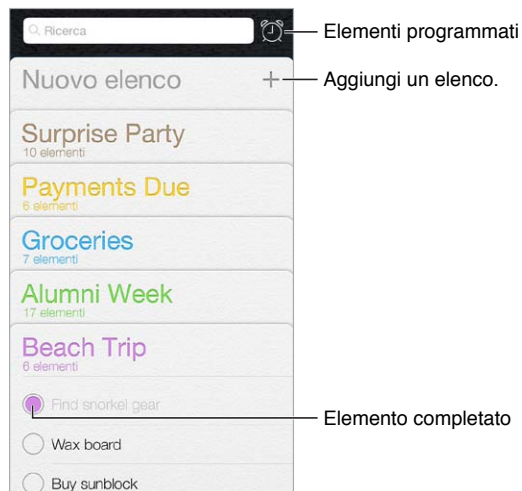 Ricerca
Elementi programmati
Nuovo elenco
Aggiungi un elenco.
Surprise Party
10 elementi
Payments Due
6 elementi
Groceries
7 elementi
Alumni Week
17 elementi
Beach Trip
6 elementi
Find snorkel gear
Elemento completato
Wax board
Buy sunblock